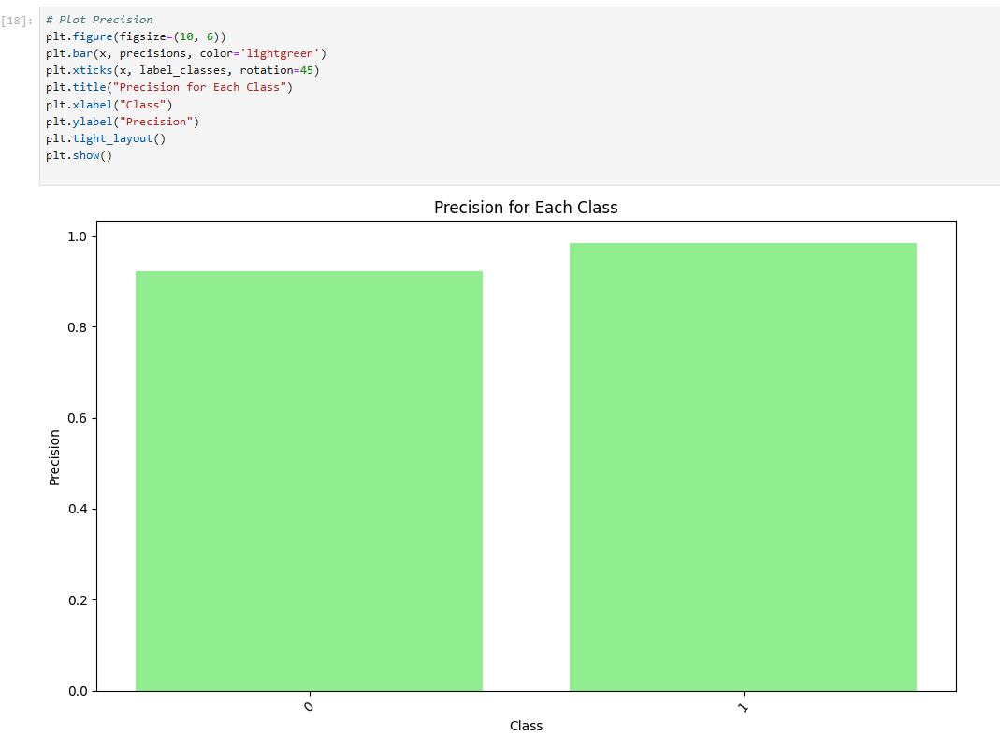 [18]:
# Plot Precision
plt.figure(figsize=(10, 6))
plt.bar(x, precisions, color='lightgreen')
plt.xticks(x, label_classes, rotation=45)
plt.title("Precision for Each Class")
plt.xlabel("Class")
plt.ylabel("Precision")
plt.tight_layout()
plt.show()
Precision for Each Class
1.0
0.8
0.6
0.4
0.2
0.0
Precision
0
1
Class